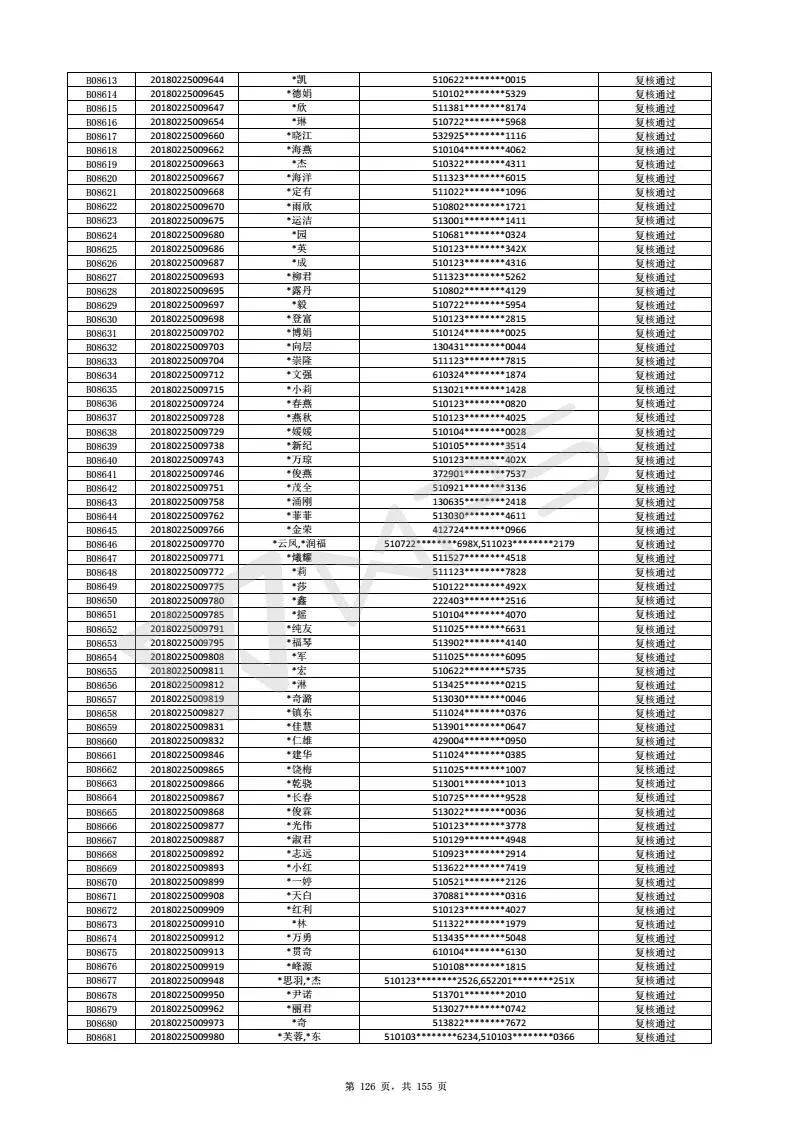 B08613 20180225009644 *凯 510622********0015 复核通过
B08614 20180225009645 *德娟 510102********5329 复核通过
B08615 20180225009647 *欣 511381********8174 复核通过
B08616 20180225009654 *琳 510722********5968 复核通过
B08617 20180225009660 *晓江 532925********1116 复核通过
B08618 20180225009662 *海燕 510104********4062 复核通过
B08619 20180225009663 *杰 510322********4311 复核通过
B08620 20180225009667 *海洋 511323********6015 复核通过
B08621 20180225009668 *定有 511022********1096 复核通过
B08622 20180225009670 *雨欣 510802********1721 复核通过
B08623 20180225009675 *运洁 513001********1411 复核通过
B08624 20180225009680 *园 510681********0324 复核通过
B08625 20180225009686 *英 510123********342X 复核通过
B08626 20180225009687 *成 510123********4316 复核通过
B08627 20180225009693 *柳君 511323********5262 复核通过
B08628 20180225009695 *露丹 510802********4129 复核通过
B08629 20180225009697 *毅 510722********5954 复核通过
B08630 20180225009698 *登富 510123********2815 复核通过
B08631 20180225009702 *博娟 510124********0025 复核通过
B08632 20180225009703 *向层 130431********0044 复核通过
B08633 20180225009704 *崇隆 511123********7815 复核通过
B08634 20180225009712 *文强 610324********1874 复核通过
B08635 20180225009715 *小莉 513021********1428 复核通过
B08636 20180225009724 *春燕 510123********0820 复核通过
B08637 20180225009728 *燕秋 510123********4025 复核通过
B08638 20180225009729 *媛媛 510104********0028 复核通过
B08639 20180225009738 *新纪 510105********3514 复核通过
B08640 20180225009743 *万琼 510123********402X 复核通过
B08641 20180225009746 *俊燕 372901********7537 复核通过
B08642 20180225009751 *茂全 510921********3136 复核通过
B08643 20180225009758 *涌刚 130635********2418 复核通过
B08644 20180225009762 *菲菲 513030********4611 复核通过
B08645 20180225009766 *金荣 412724********0966 复核通过
B08646 20180225009770 *云凤,*润福 510722********698X,511023********2179 复核通过
B08647 20180225009771 *爔耀 511527********4518 复核通过
B08648 20180225009772 *莉 511123********7828 复核通过
B08649 20180225009775 *莎 510122********492X 复核通过
B08650 20180225009780 *鑫 222403********2516 复核通过
B08651 20180225009785 *摇 510104********4070 复核通过
B08652 20180225009791 *纯友 511025********6631 复核通过
B08653 20180225009795 *福琴 513902********4140 复核通过
B08654 20180225009808 *军 511025********6095 复核通过
B08655 20180225009811 *宏 510622********5735 复核通过
B08656 20180225009812 *淋 513425********0215 复核通过
B08657 20180225009819 *奇潞 513030********0046 复核通过
B08658 20180225009827 *镇东 511024********0376 复核通过
B08659 20180225009831 *佳慧 513901********0647 复核通过
B08660 20180225009832 *仁雄 429004********0950 复核通过
B08661 20180225009846 *建华 511024********0385 复核通过
B08662 20180225009865 *饶梅 511025********1007 复核通过
B08663 20180225009866 *乾骁 513001********1013 复核通过
B08664 20180225009867 *长春 510725********9528 复核通过
B08665 20180225009868 *俊霖 513022********0036 复核通过
B08666 20180225009877 *光伟 510123********3778 复核通过
B08667 20180225009887 *淑君 510129********4948 复核通过
B08668 20180225009892 *志远 510923********2914 复核通过
B08669 20180225009893 *小红 513622********7419 复核通过
B08670 20180225009899 *一婷 510521********2126 复核通过
B08671 20180225009908 *天白 370881********0316 复核通过
B08672 20180225009909 *红利 510123********4027 复核通过
B08673 20180225009910 *林 511322********1979 复核通过
B08674 20180225009912 *万勇 513435********5048 复核通过
B08675 20180225009913 *贯奇 610104********6130 复核通过
B08676 20180225009919 *峰源 510108********1815 复核通过
B08677 20180225009948 *思羽,*杰 510123********2526,652201********251X 复核通过
B08678 20180225009950 *尹诺 513701********2010 复核通过
B08679 20180225009962 *丽君 513027********0742 复核通过
B08680 20180225009973 *奇 513822********7672 复核通过
B08681 20180225009980 *芙蓉,*东 510103********6234,510103********0366 复核通过
第 126 页，共 155 页